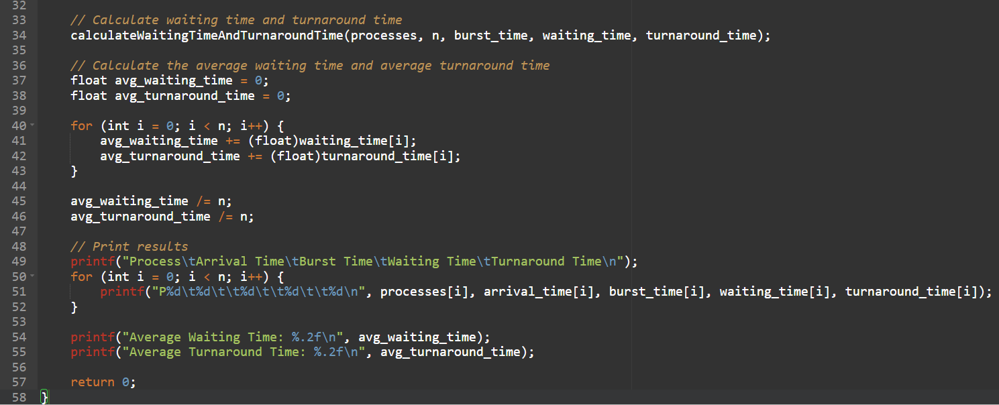 32
33     // Calculate waiting time and turnaround time
34     calculateWaitingTimeAndTurnaroundTime(processes, n, burst_time, waiting_time, turnaround_time);
35
36     // Calculate the average waiting time and average turnaround time
37     float avg_waiting_time = 0;
38     float avg_turnaround_time = 0;
39
40     for (int i = 0; i < n; i++) {
41         avg_waiting_time += (float)waiting_time[i];
42         avg_turnaround_time += (float)turnaround_time[i];
43     }
44
45     avg_waiting_time /= n;
46     avg_turnaround_time /= n;
47
48     // Print results
49     printf("Process\tArrival Time\tBurst Time\tWaiting Time\tTurnaround Time\n");
50     for (int i = 0; i < n; i++) {
51         printf("P%d\t%d\t\t%d\t\t%d\t\t%d\n", processes[i], arrival_time[i], burst_time[i], waiting_time[i], turnaround_time[i]);
52     }
53
54     printf("Average Waiting Time: %.2f\n", avg_waiting_time);
55     printf("Average Turnaround Time: %.2f\n", avg_turnaround_time);
56
57     return 0;
58 }